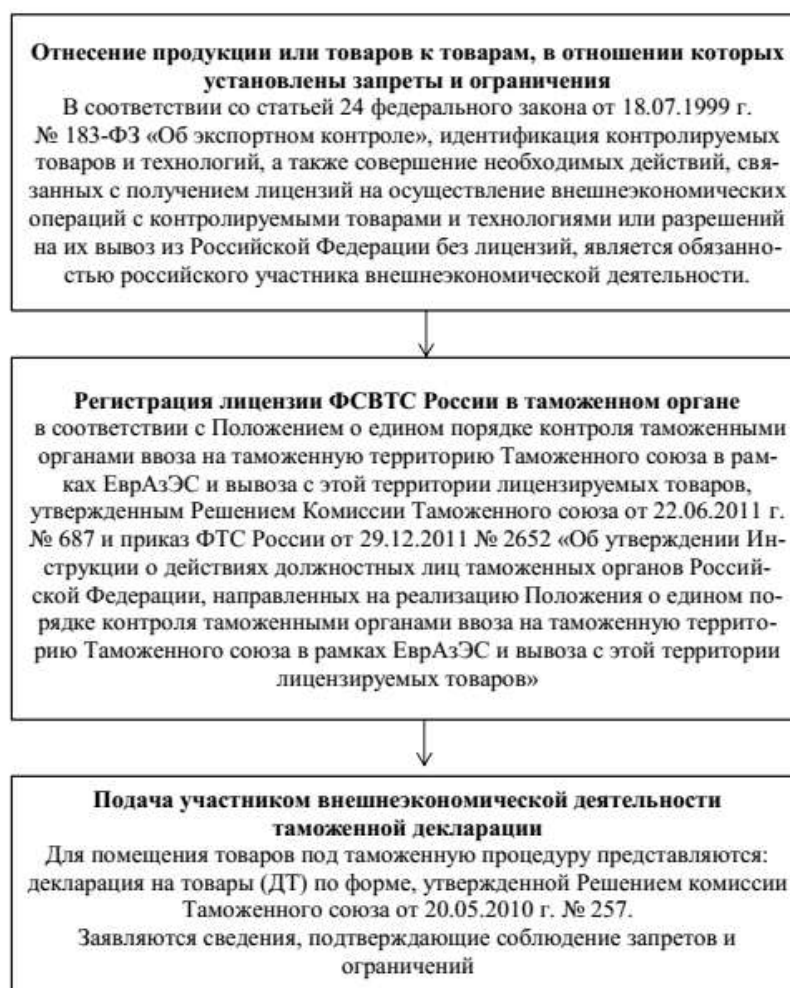 Отнесение продукции или товаров к товарам, в отношении которых
установлены запреты и ограничения
В соответствии со статьей 24 федерального закона от 18.07.1999 г.
№ 183-ФЗ «Об экспортном контроле», идентификация контролируемых
товаров и технологий, а также совершение необходимых действий, свя-
занных с получением лицензий на осуществление внешнеэкономических
операций с контролируемыми товарами и технологиями или разрешений
на их вывоз из Российской Федерации без лицензий, является обязанно-
стью российского участника внешнеэкономической деятельности.
Регистрация лицензии ФСВТС России в таможенном органе
в соответствии с Положением о едином порядке контроля таможенными
органами ввоза на таможенную территорию Таможенного союза в рам-
ках ЕврАзЭС и вывоза с этой территории лицензируемых товаров,
утвержденным Решением Комиссии Таможенного союза от 22.06.2011 г.
№ 687 и приказ ФТС России от 29.12.2011 № 2652 «Об утверждении Ин-
струкции о действиях должностных лиц таможенных органов Россий-
ской Федерации, направленных на реализацию Положения о едином по-
рядке контроля таможенными органами ввоза на таможенную террито-
рию Таможенного союза в рамках ЕврАзЭС и вывоза с этой территории
лицензируемых товаров»
Подача участником внешнеэкономической деятельности
таможенной декларации
Для помещения товаров под таможенную процедуру представляются:
декларация на товары (ДТ) по форме, утвержденной Решением комиссии
Таможенного союза от 20.05.2010 г. № 257.
Заявляются сведения, подтверждающие соблюдение запретов и
ограничений